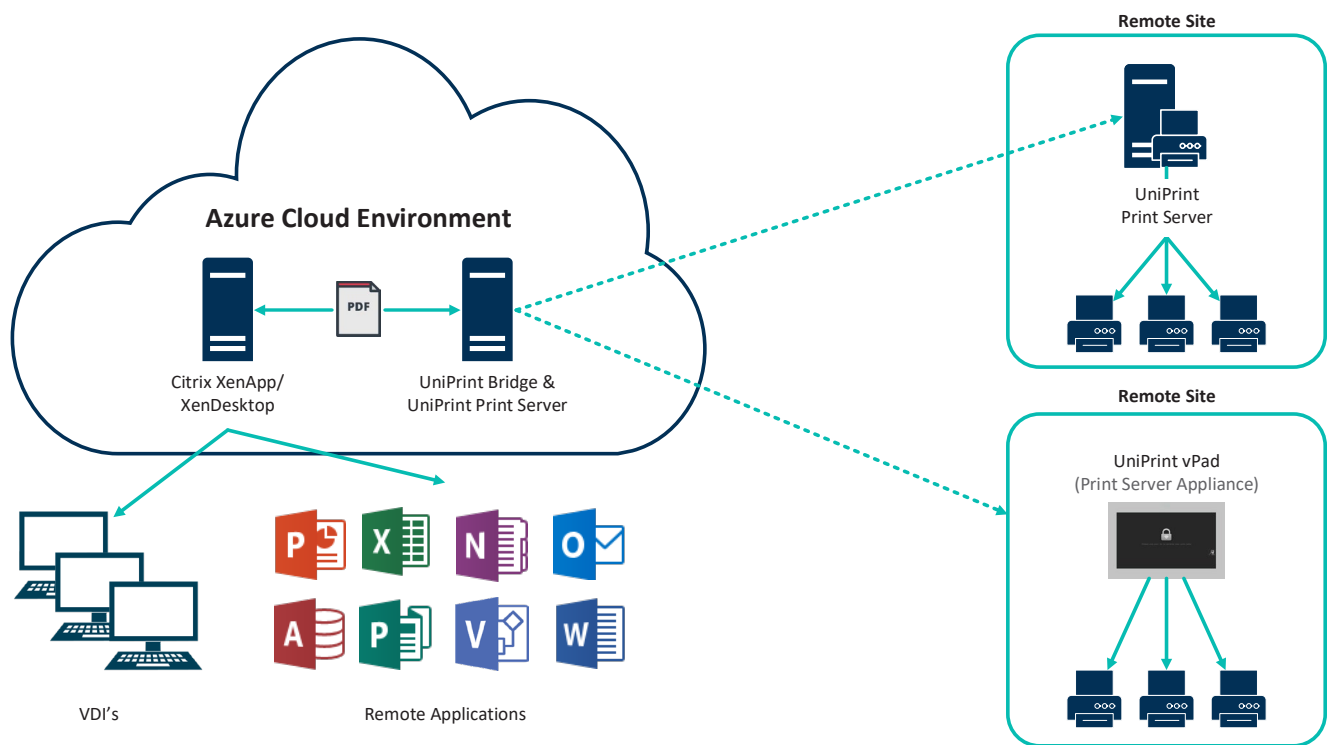 Remote Site
UniPrint
Print Server
Azure Cloud Environment
PDF
Citrix XenApp/
XenDesktop
UniPrint Bridge &
UniPrint Print Server
Remote Site
UniPrint vPad
(Print Server Appliance)
P
X
N
O
A
P
V
W
VDI's
Remote Applications